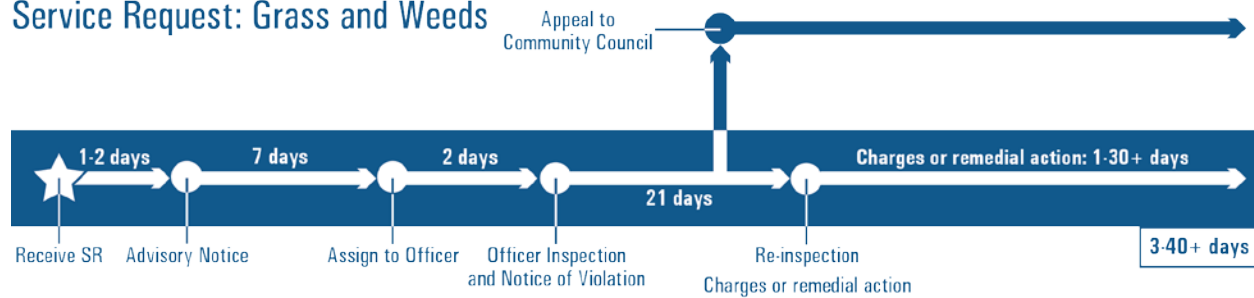 Service Request: Grass and Weeds
Appeal to
Community Council
1-2 days
7 days
2 days
21 days
Charges or remedial action: 1-30+ days
Receive SR
Advisory Notice
Assign to Officer
Officer Inspection
and Notice of Violation
Re-inspection
Charges or remedial action
3-40+ days